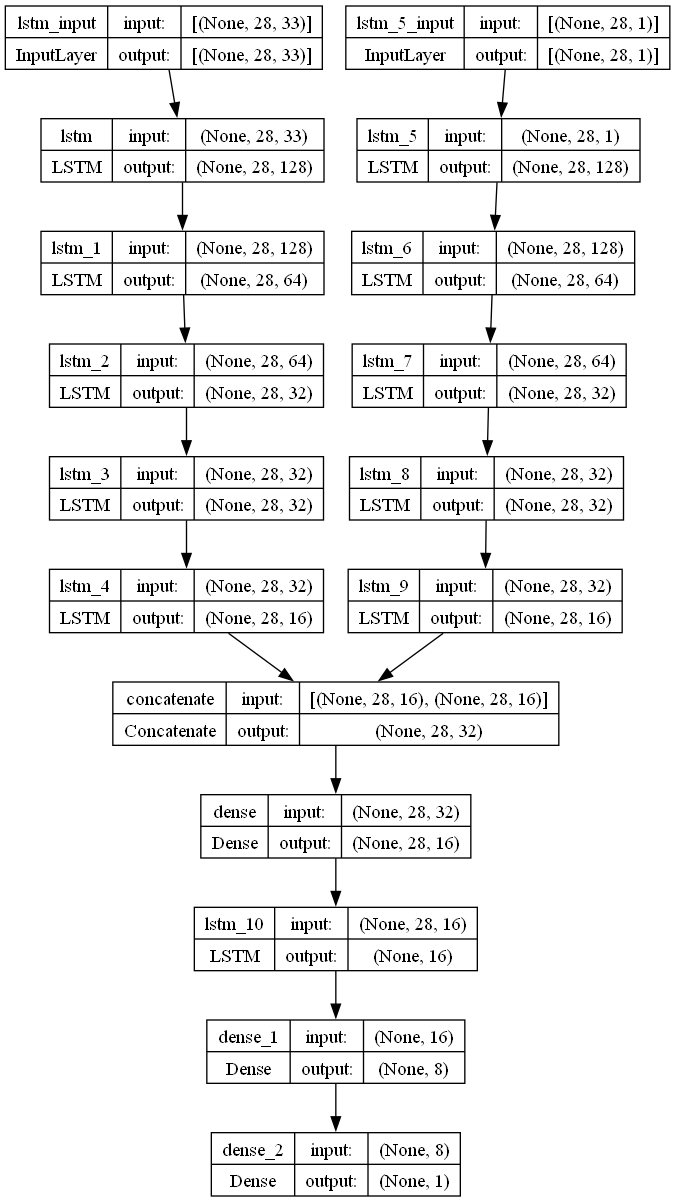 lstm_input input: [(None, 28, 33)]
InputLayer output: [(None, 28, 33)]
lstm_5_input input: [(None, 28, 1)]
InputLayer output: [(None, 28, 1)]
lstm input: (None, 28, 33)
LSTM output: (None, 28, 128)
lstm_5 input: (None, 28, 1)
LSTM output: (None, 28, 128)
lstm_1 input: (None, 28, 128)
LSTM output: (None, 28, 64)
lstm_6 input: (None, 28, 128)
LSTM output: (None, 28, 64)
lstm_2 input: (None, 28, 64)
LSTM output: (None, 28, 32)
lstm_7 input: (None, 28, 64)
LSTM output: (None, 28, 32)
lstm_3 input: (None, 28, 32)
LSTM output: (None, 28, 32)
lstm_8 input: (None, 28, 32)
LSTM output: (None, 28, 32)
lstm_4 input: (None, 28, 32)
LSTM output: (None, 28, 16)
lstm_9 input: (None, 28, 32)
LSTM output: (None, 28, 16)
concatenate input: [(None, 28, 16), (None, 28, 16)]
Concatenate output: (None, 28, 32)
dense input: (None, 28, 32)
Dense output: (None, 28, 16)
lstm_10 input: (None, 28, 16)
LSTM output: (None, 16)
dense_1 input: (None, 16)
Dense output: (None, 8)
dense_2 input: (None, 8)
Dense output: (None, 1)